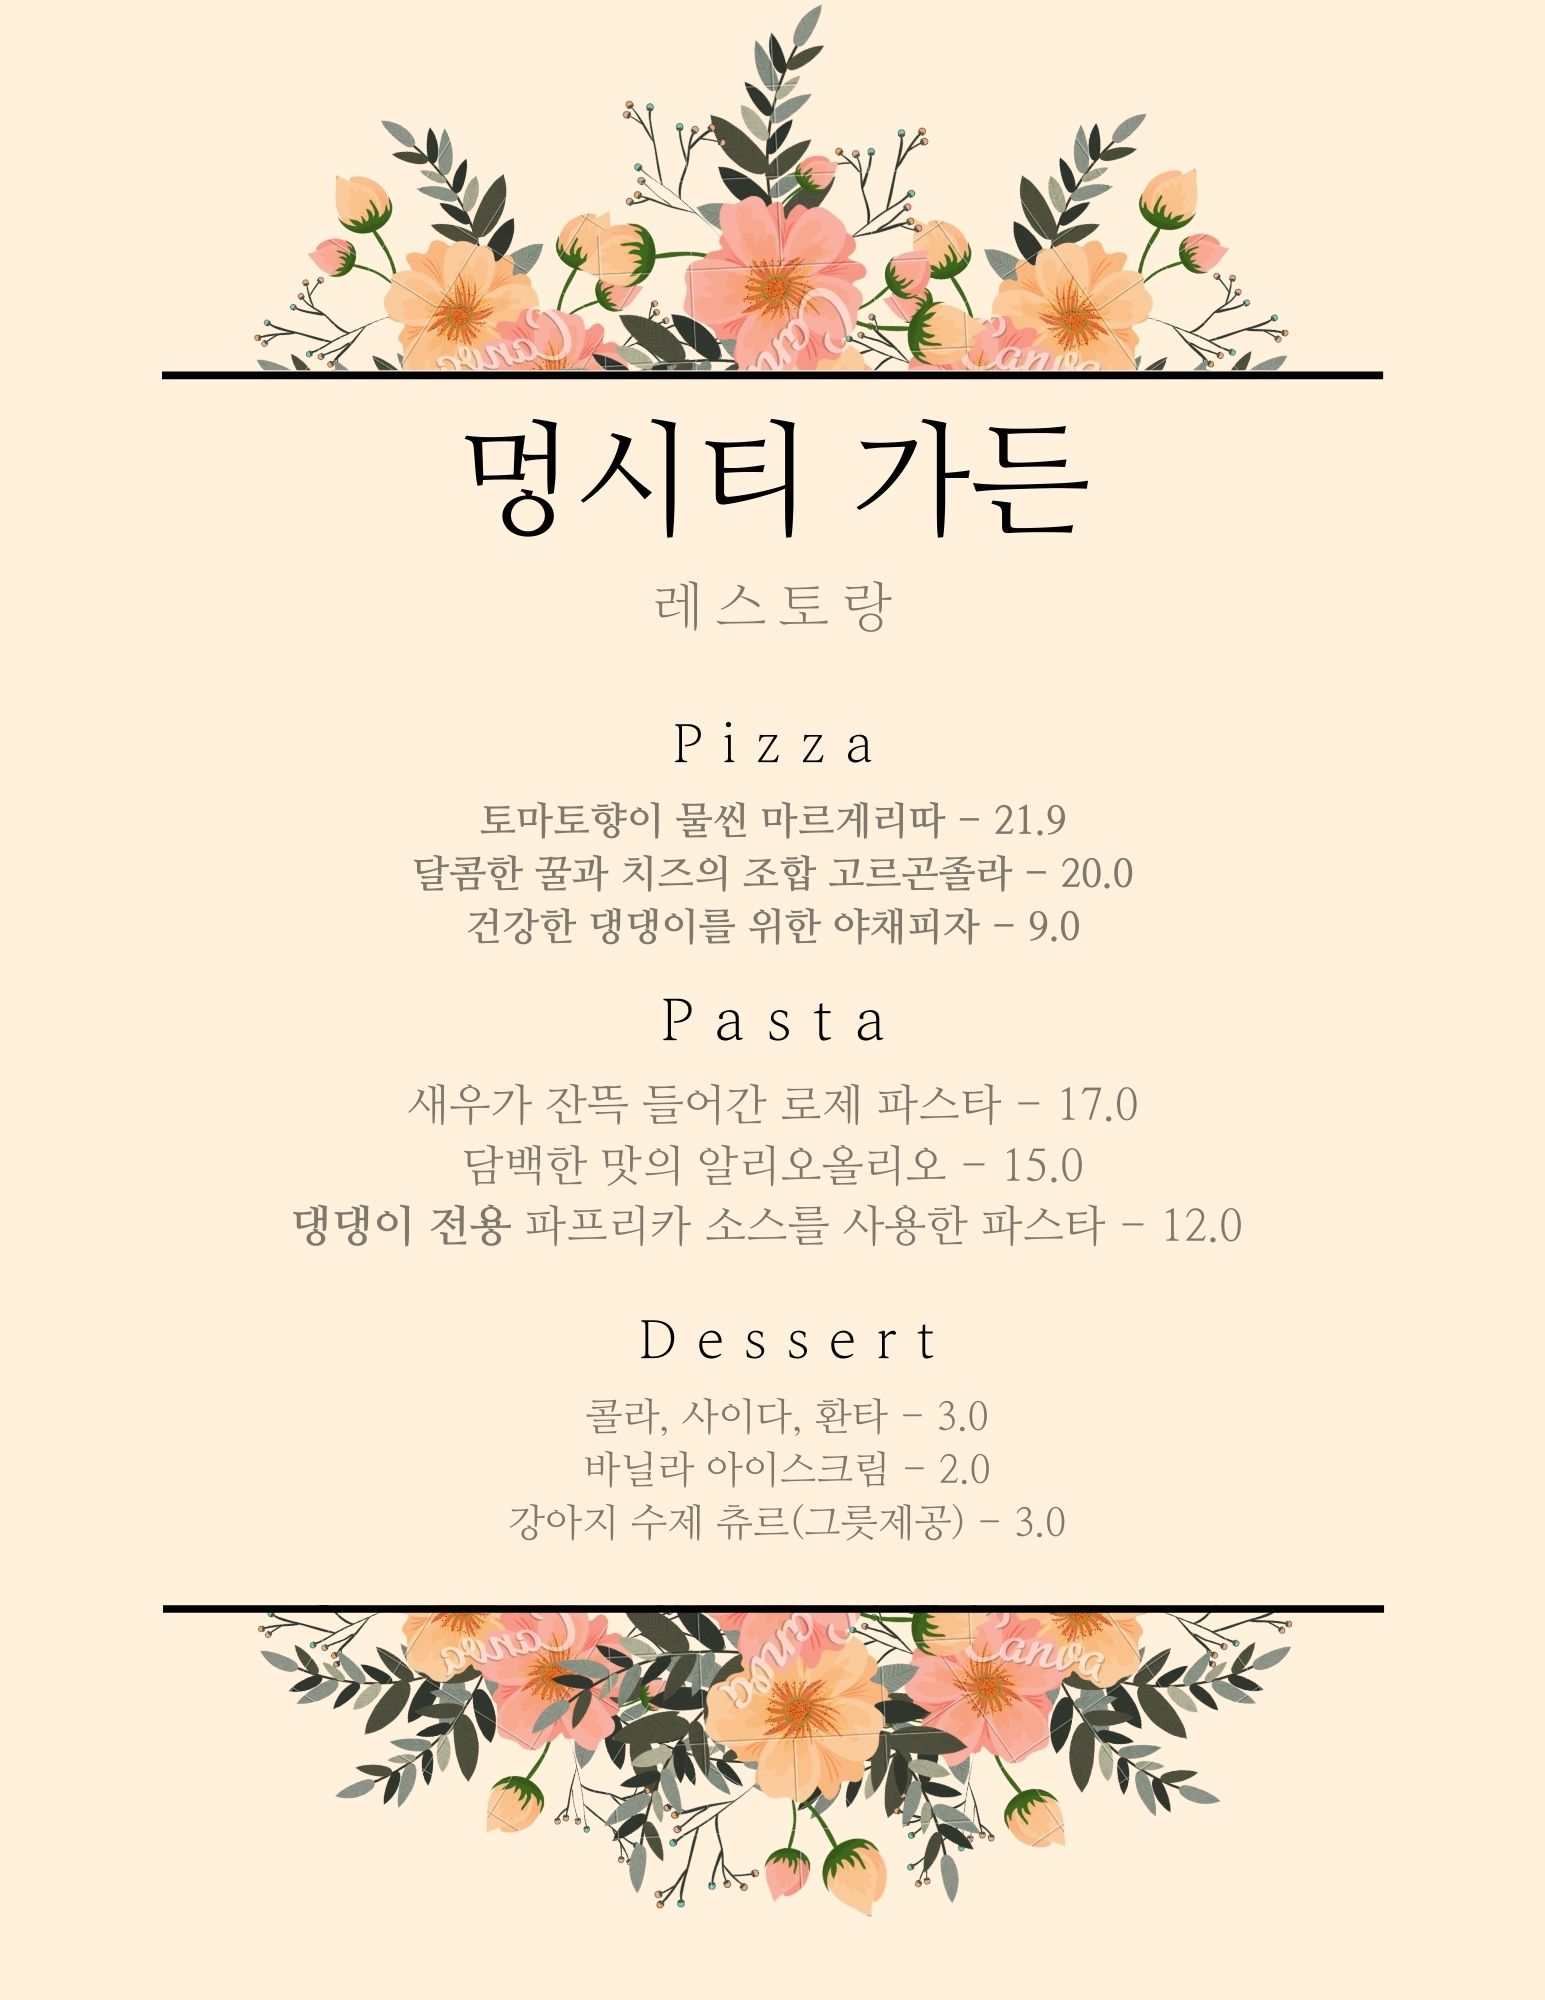 멍시티 가든
레스토랑
Pizza
토마토향이 물씬 마르게리따 - 21.9
달콤한 꿀과 치즈의 조합 고르곤졸라 - 20.0
건강한 댕댕이를 위한 야채피자 - 9.0
Pasta
새우가 잔뜩 들어간 로제 파스타 - 17.0
담백한 맛의 알리오올리오 - 15.0
댕댕이 전용 파프리카 소스를 사용한 파스타 - 12.0
Dessert
콜라, 사이다, 환타 - 3.0
바닐라 아이스크림 - 2.0
강아지 수제 츄르(그릇제공) - 3.0
Canva
Canva
Canva
Canva
Canva
Canva